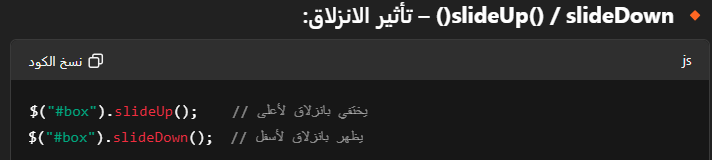 🔸 slideUp() / slideDown() – تأثير الانزلاق:
js
نسخ الكود
$("#box").slideUp();    // يختفي بانزلاق لأعلى
$("#box").slideDown();  // يظهر بانزلاق لأسفل